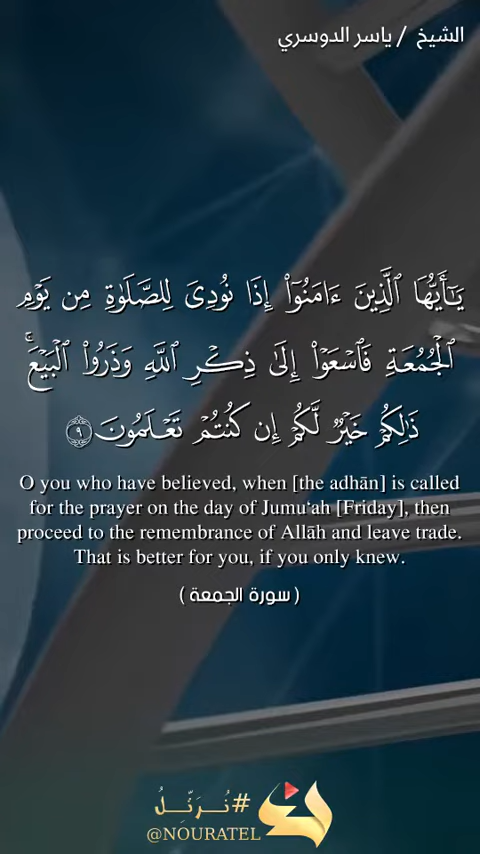 الشيخ / ياسر الدوسري
يَـٰٓأَيُّهَا ٱلَّذِينَ ءَامَنُوٓا۟ إِذَا نُودِىَ لِلصَّلَوٰةِ مِن يَوْمِ
ٱلْجُمُعَةِ فَٱسْعَوْا۟ إِلَىٰ ذِكْرِ ٱللَّهِ وَذَرُوا۟ ٱلْبَيْعَ ۚ
ذَٰلِكُمْ خَيْرٌ لَّكُمْ إِن كُنتُمْ تَعْلَمُونَ ٩
O you who have believed, when [the adhān] is called
for the prayer on the day of Jumu‘ah [Friday], then
proceed to the remembrance of Allāh and leave trade.
That is better for you, if you only knew.
( سورة الجمعة )
#نُـرَتِّـلُ
@NOURATEL